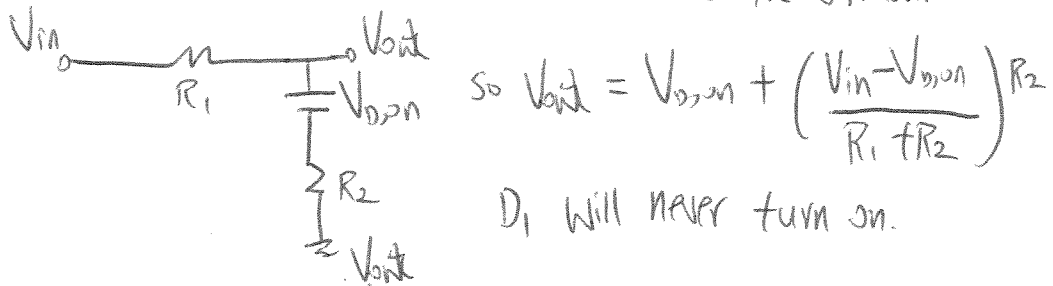 Vin
R1
Vout
VD,on
R2
Vout
so Vout = VD,on + (Vin-VD,on / R1 + R2) R2
D1 will never turn on.